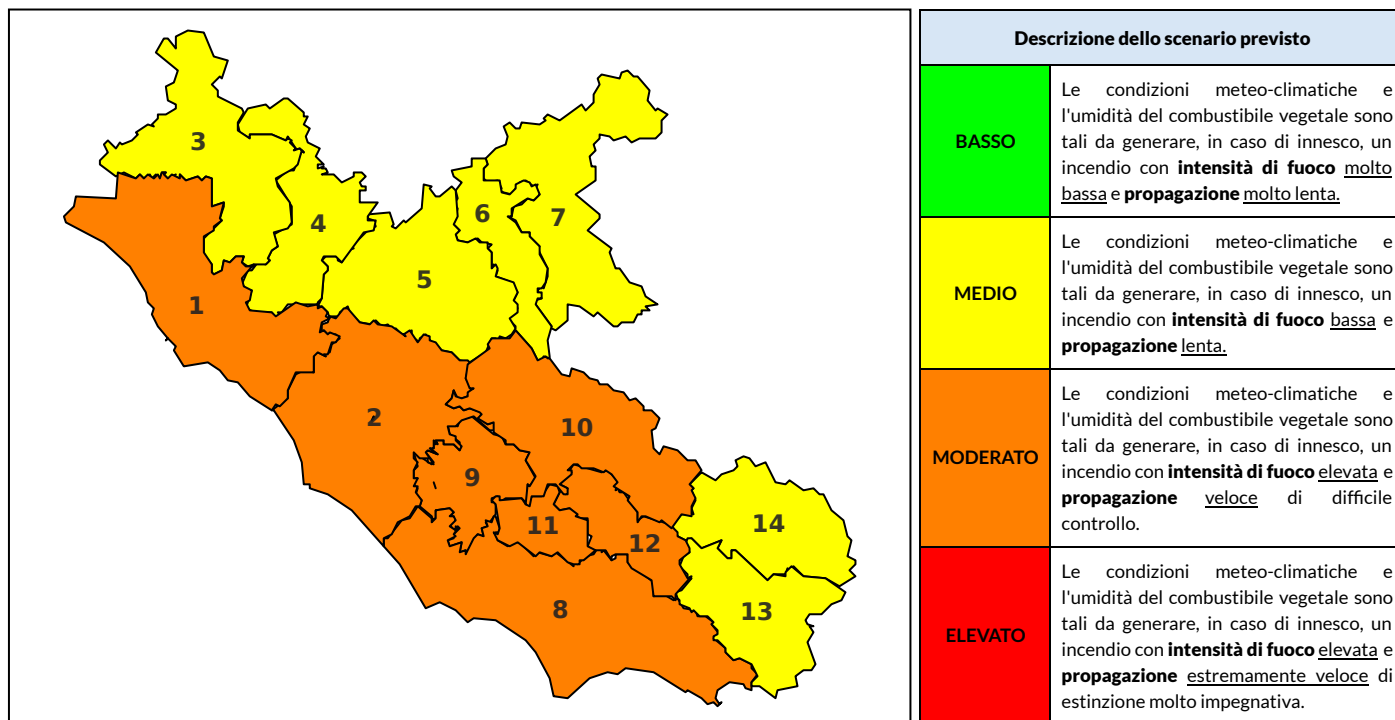 3
4
6
7
5
1
2
10
9
11
12
14
13
8
Descrizione dello scenario previsto
BASSO
Le condizioni meteo-climatiche e
l'umidità del combustibile vegetale sono
tali da generare, in caso di innesco, un
incendio con intensità di fuoco molto
bassa e propagazione molto lenta.
MEDIO
Le condizioni meteo-climatiche e
l'umidità del combustibile vegetale sono
tali da generare, in caso di innesco, un
incendio con intensità di fuoco bassa e
propagazione lenta.
MODERATO
Le condizioni meteo-climatiche e
l'umidità del combustibile vegetale sono
tali da generare, in caso di innesco, un
incendio con intensità di fuoco elevata e
propagazione veloce di difficile
controllo.
ELEVATO
Le condizioni meteo-climatiche e
l'umidità del combustibile vegetale sono
tali da generare, in caso di innesco, un
incendio con intensità di fuoco elevata e
propagazione estremamente veloce di
estinzione molto impegnativa.